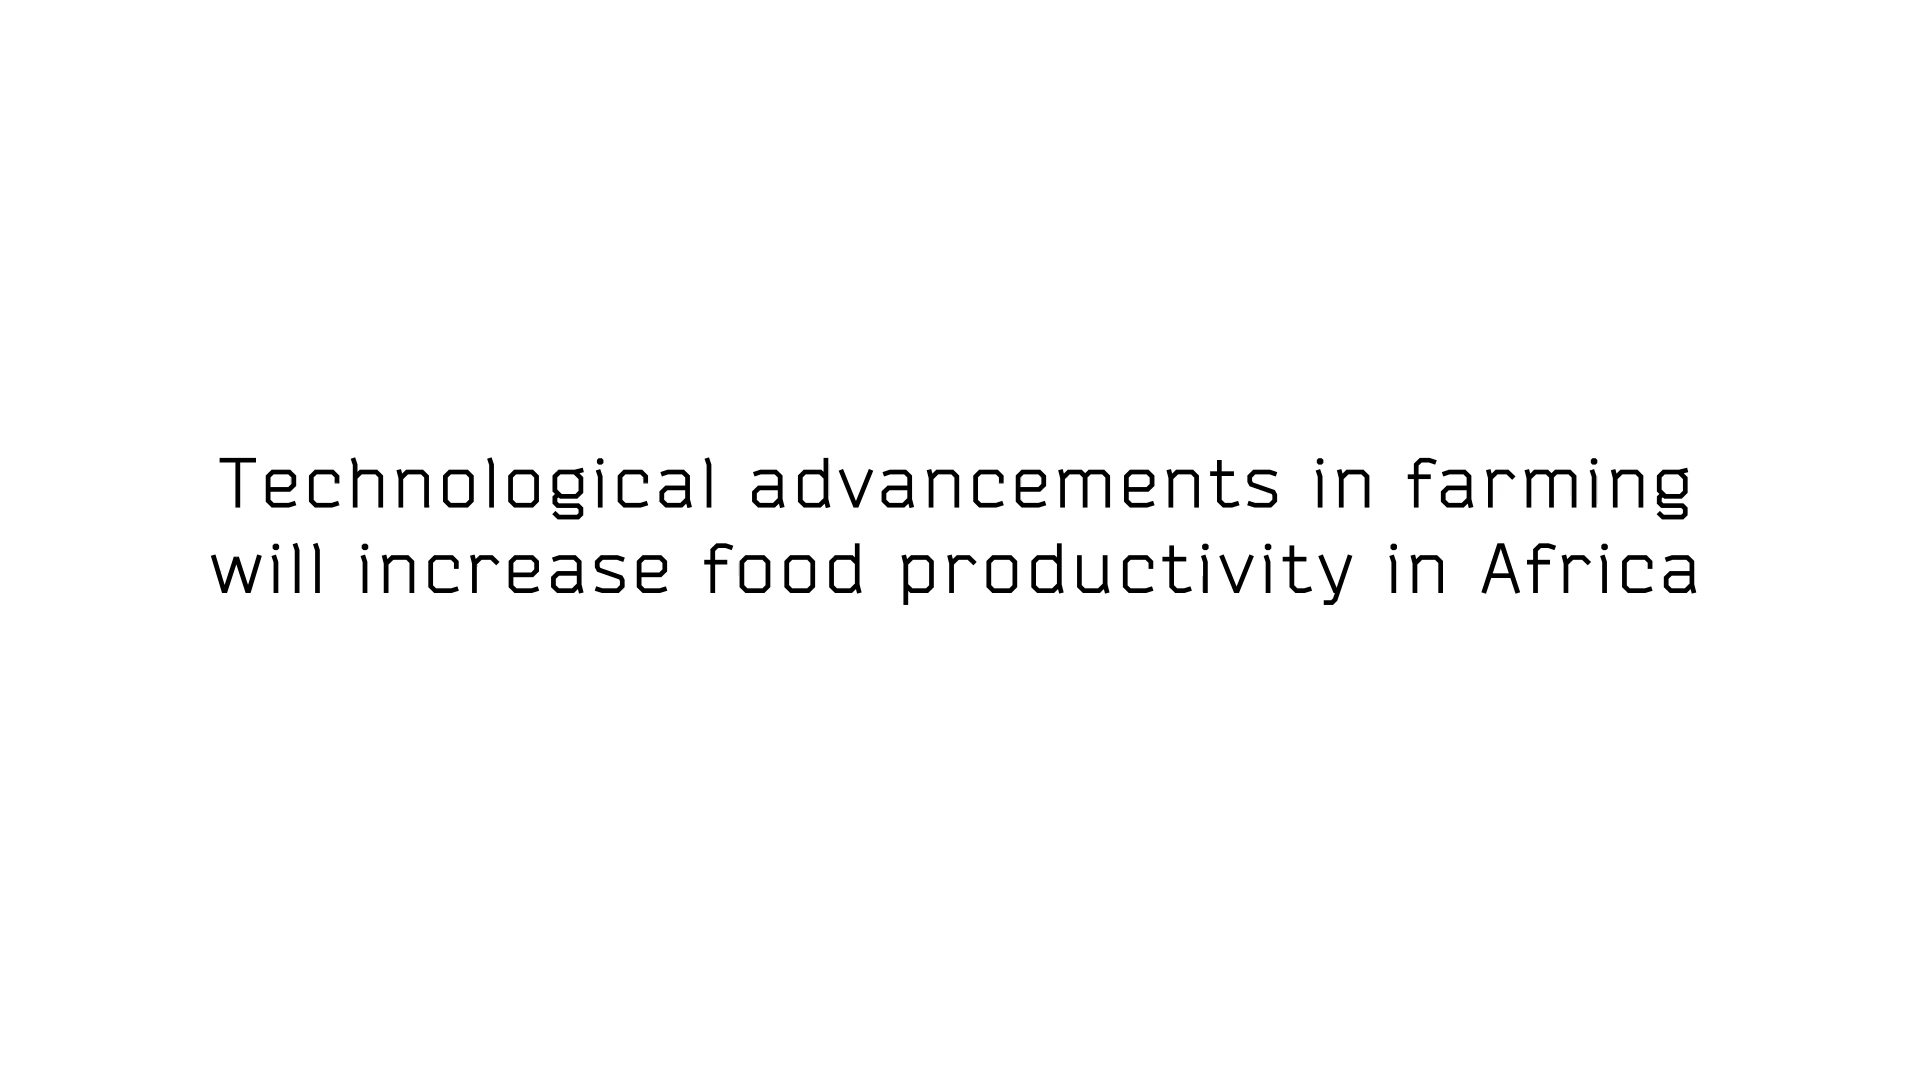 Technological advancements in farming
will increase food productivity in Africa